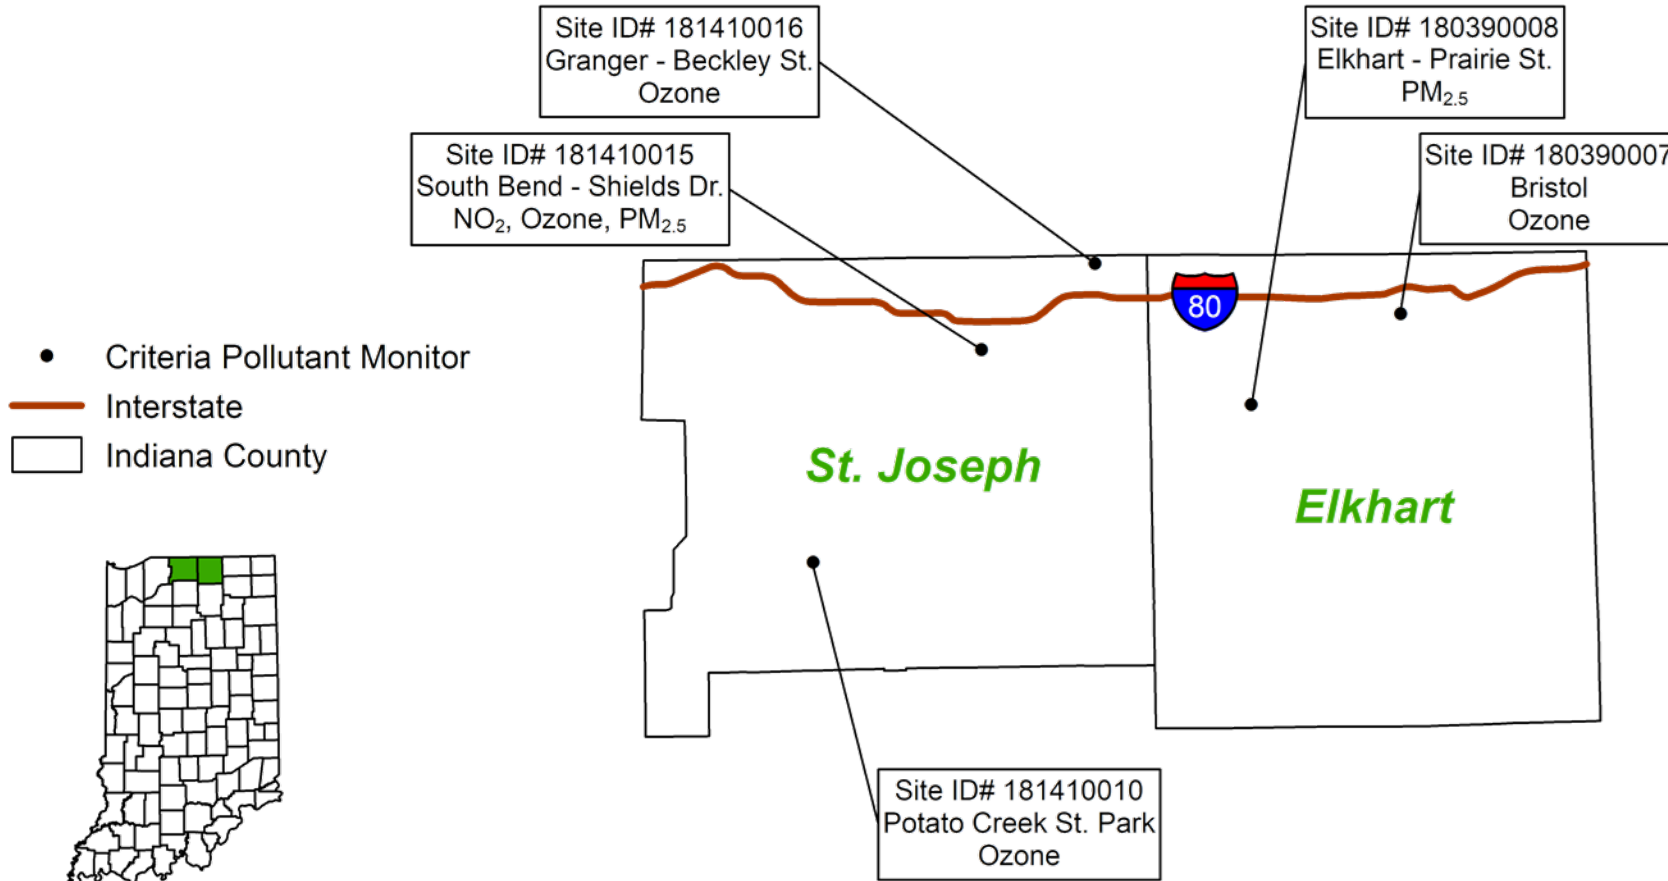 Site ID# 181410016
Granger - Beckley St.
Ozone
Site ID# 180390008
Elkhart - Prairie St.
PM2.5
Site ID# 181410015
South Bend - Shields Dr.
NO2, Ozone, PM2.5
Site ID# 180390007
Bristol
Ozone
80
Criteria Pollutant Monitor
Interstate
Indiana County
St. Joseph
Elkhart
Site ID# 181410010
Potato Creek St. Park
Ozone